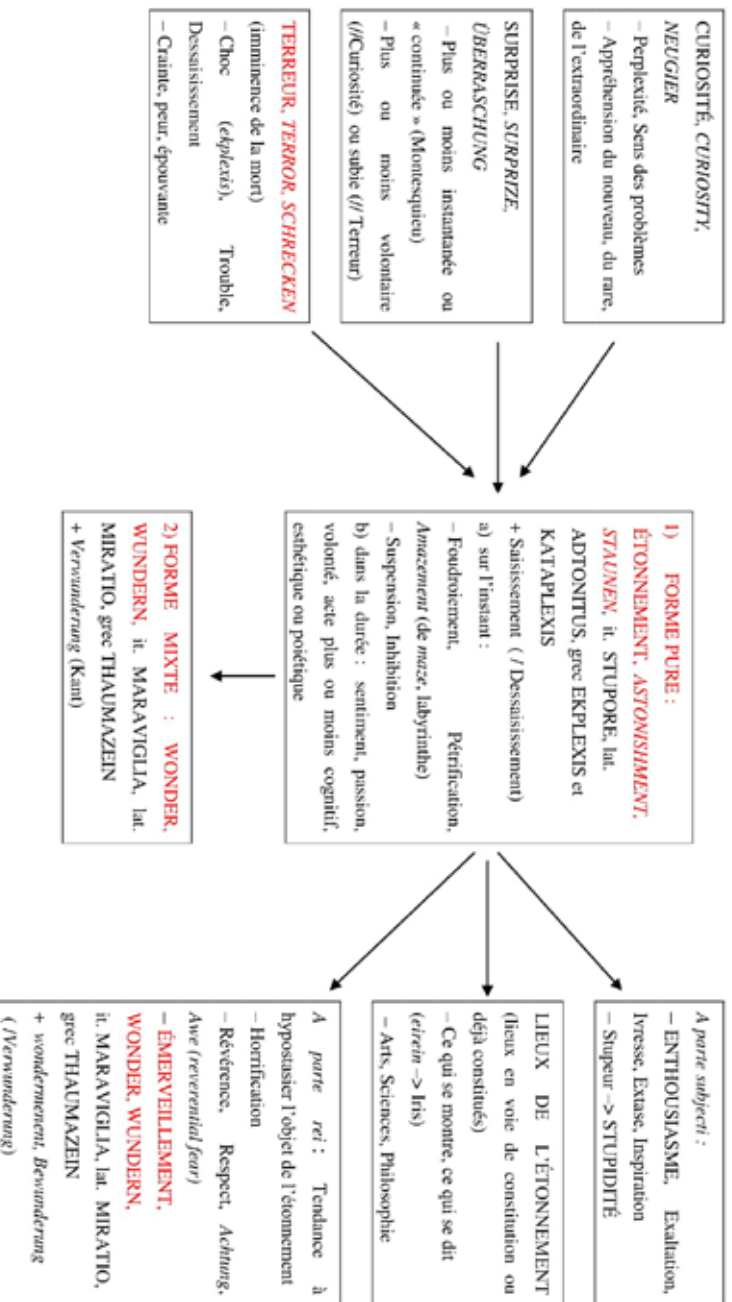 CURIOSITÉ, CURIOSITY,
NEUGIER
– Perplexité, Sens des problèmes
– Appréhension du nouveau, du rare,
de l'extraordinaire
SURPRISE, SURPRIZE,
ÜBERRASCHUNG
– Plus ou moins instantanée ou
« continuée » (Montesquieu)
– Plus ou moins volontaire
(//Curiosité) ou subie (// Terreur)
TERREUR, TERROR, SCHRECKEN
(imminence de la mort)
– Choc (ekplexis), Trouble,
Dessaisissement
– Crainte, peur, épouvante
1) FORME PURE :
ÉTONNEMENT, ASTONISHMENT,
STAUNEN, it. STUPORE, lat.
ADTONITUS, grec EKPLEXIS et
KATAPLEXIS
+ Saisissement ( / Dessaisissement)
a) sur l'instant :
– Foudroiement, Pétrification,
Amazement (de maze, labyrinthe)
– Suspension, Inhibition
b) dans la durée : sentiment, passion,
volonté, acte plus ou moins cognitif,
esthétique ou poiétique
2) FORME MIXTE : WONDER,
WUNDERN, it. MARAVIGLIA, lat.
MIRATIO, grec THAUMAZEIN
+ Verwunderung (Kant)
A parte subjecti :
– ENTHOUSIASME, Exaltation,
Ivresse, Extase, Inspiration
– Stupeur –> STUPIDITÉ
LIEUX DE L'ÉTONNEMENT
(lieux en voie de constitution ou
déjà constitués)
– Ce qui se montre, ce qui se dit
(eirein –> Iris)
– Arts, Sciences, Philosophie
A parte rei : Tendance à
hypostasier l'objet de l'étonnement
– Horrification
– Révérence, Respect, Achtung,
Awe (reverential fear)
– ÉMERVEILLEMENT,
WONDER, WUNDERN,
it. MARAVIGLIA, lat. MIRATIO,
grec THAUMAZEIN
+ wonderment, Bewunderung
( /Verwunderung)